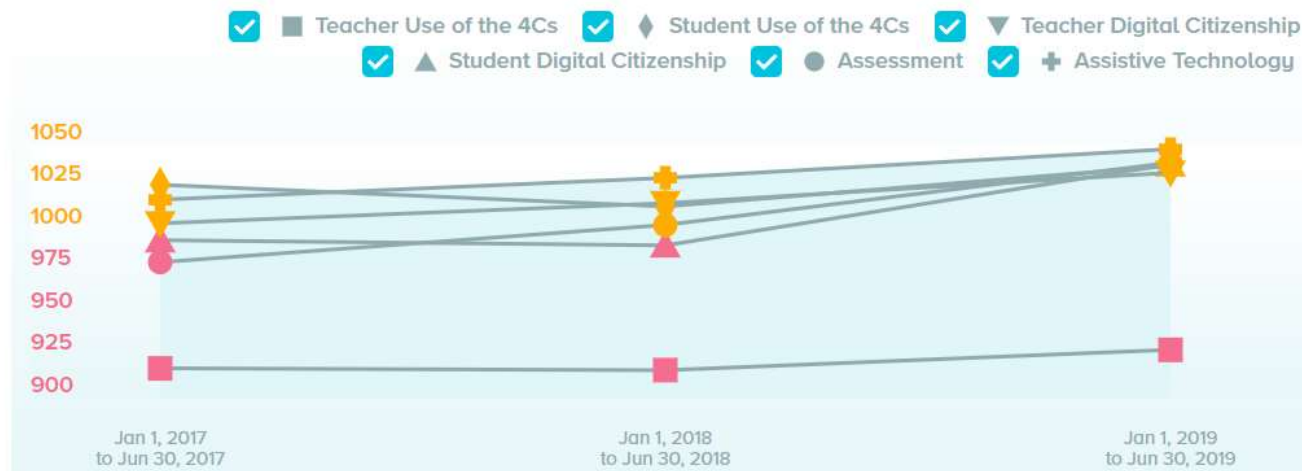 Teacher Use of the 4Cs Student Use of the 4Cs Teacher Digital Citizenship
Student Digital Citizenship Assessment Assistive Technology
1050
1025
1000
975
950
925
900
Jan 1, 2017 Jan 1, 2018 Jan 1, 2019
to Jun 30, 2017 to Jun 30, 2018 to Jun 30, 2019